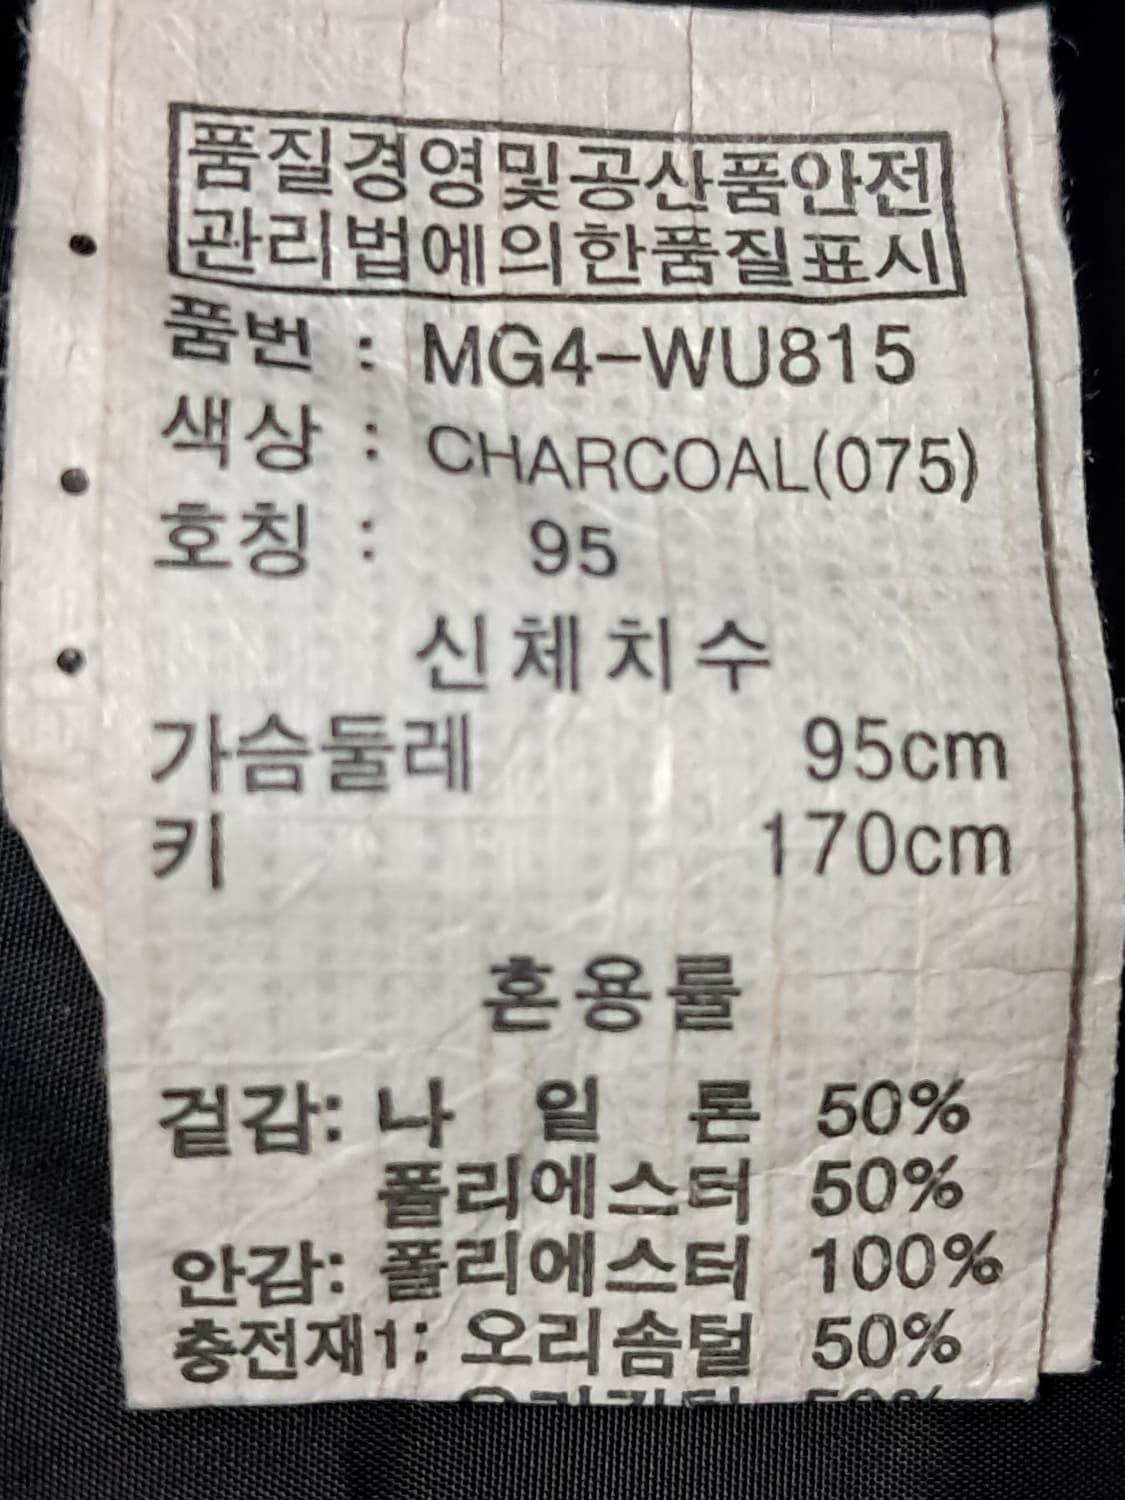 품질경영및공산품안전
관리법에의한품질표시
품번 : MG4-WU815
색상 : CHARCOAL(075)
호칭 : 95
신체치수
가슴둘레 95cm
키 170cm
혼용률
겉감: 나 일 론 50%
폴리에스터 50%
안감: 폴리에스터 100%
충전재1: 오리솜털 50%